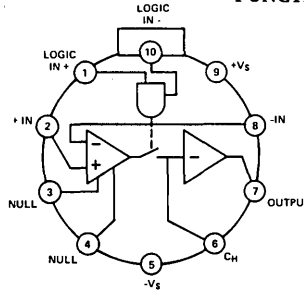 LOGIC
IN -
10
LOGIC
IN +
1
9
+VS
+ IN
2
8
-IN
-
+
-
3
NULL
7
OUTPU
4
NULL
6
CH
5
-VS